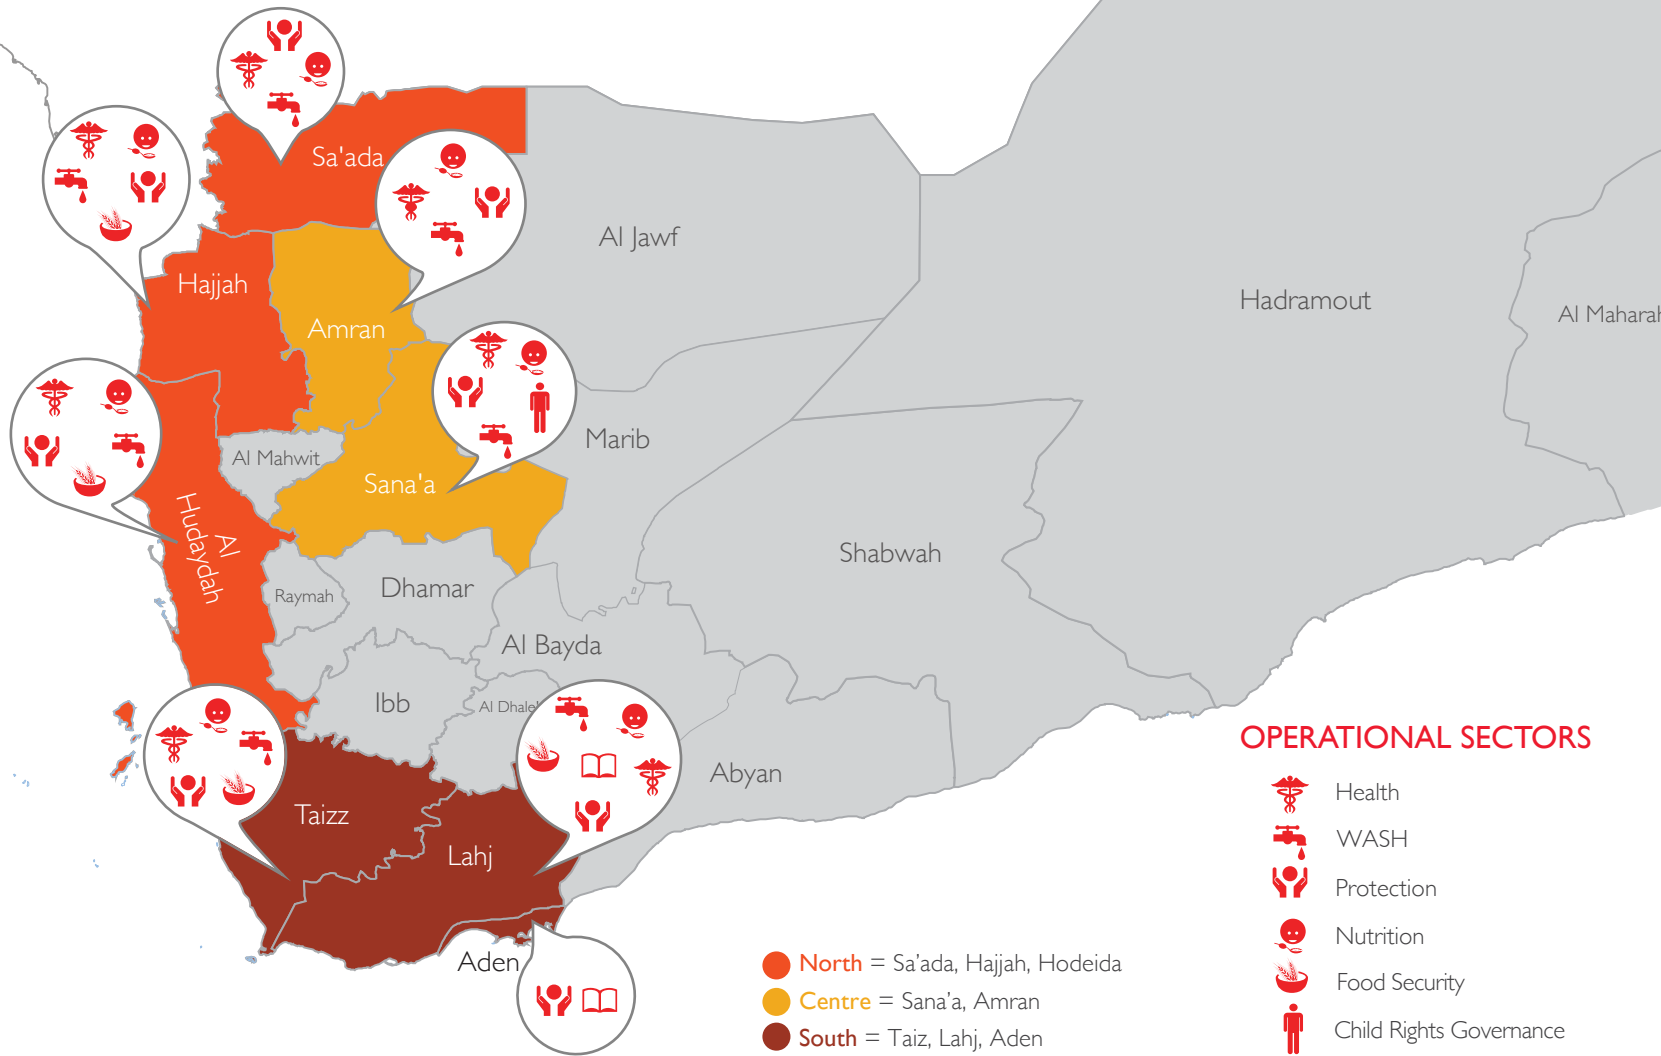 Sa'ada
Al Jawf
Hajjah
Amran
Hadramout
Al Maharah
Marib
Al Mahwit
Sana'a
Al
Hudaydah
Shabwah
Raymah
Dhamar
Al Bayda
Ibb
Al Dhale'
Abyan
Taizz
Lahj
Aden
North = Sa'ada, Hajjah, Hodeida
Centre = Sana'a, Amran
South = Taiz, Lahj, Aden
OPERATIONAL SECTORS
Health
WASH
Protection
Nutrition
Food Security
Child Rights Governance